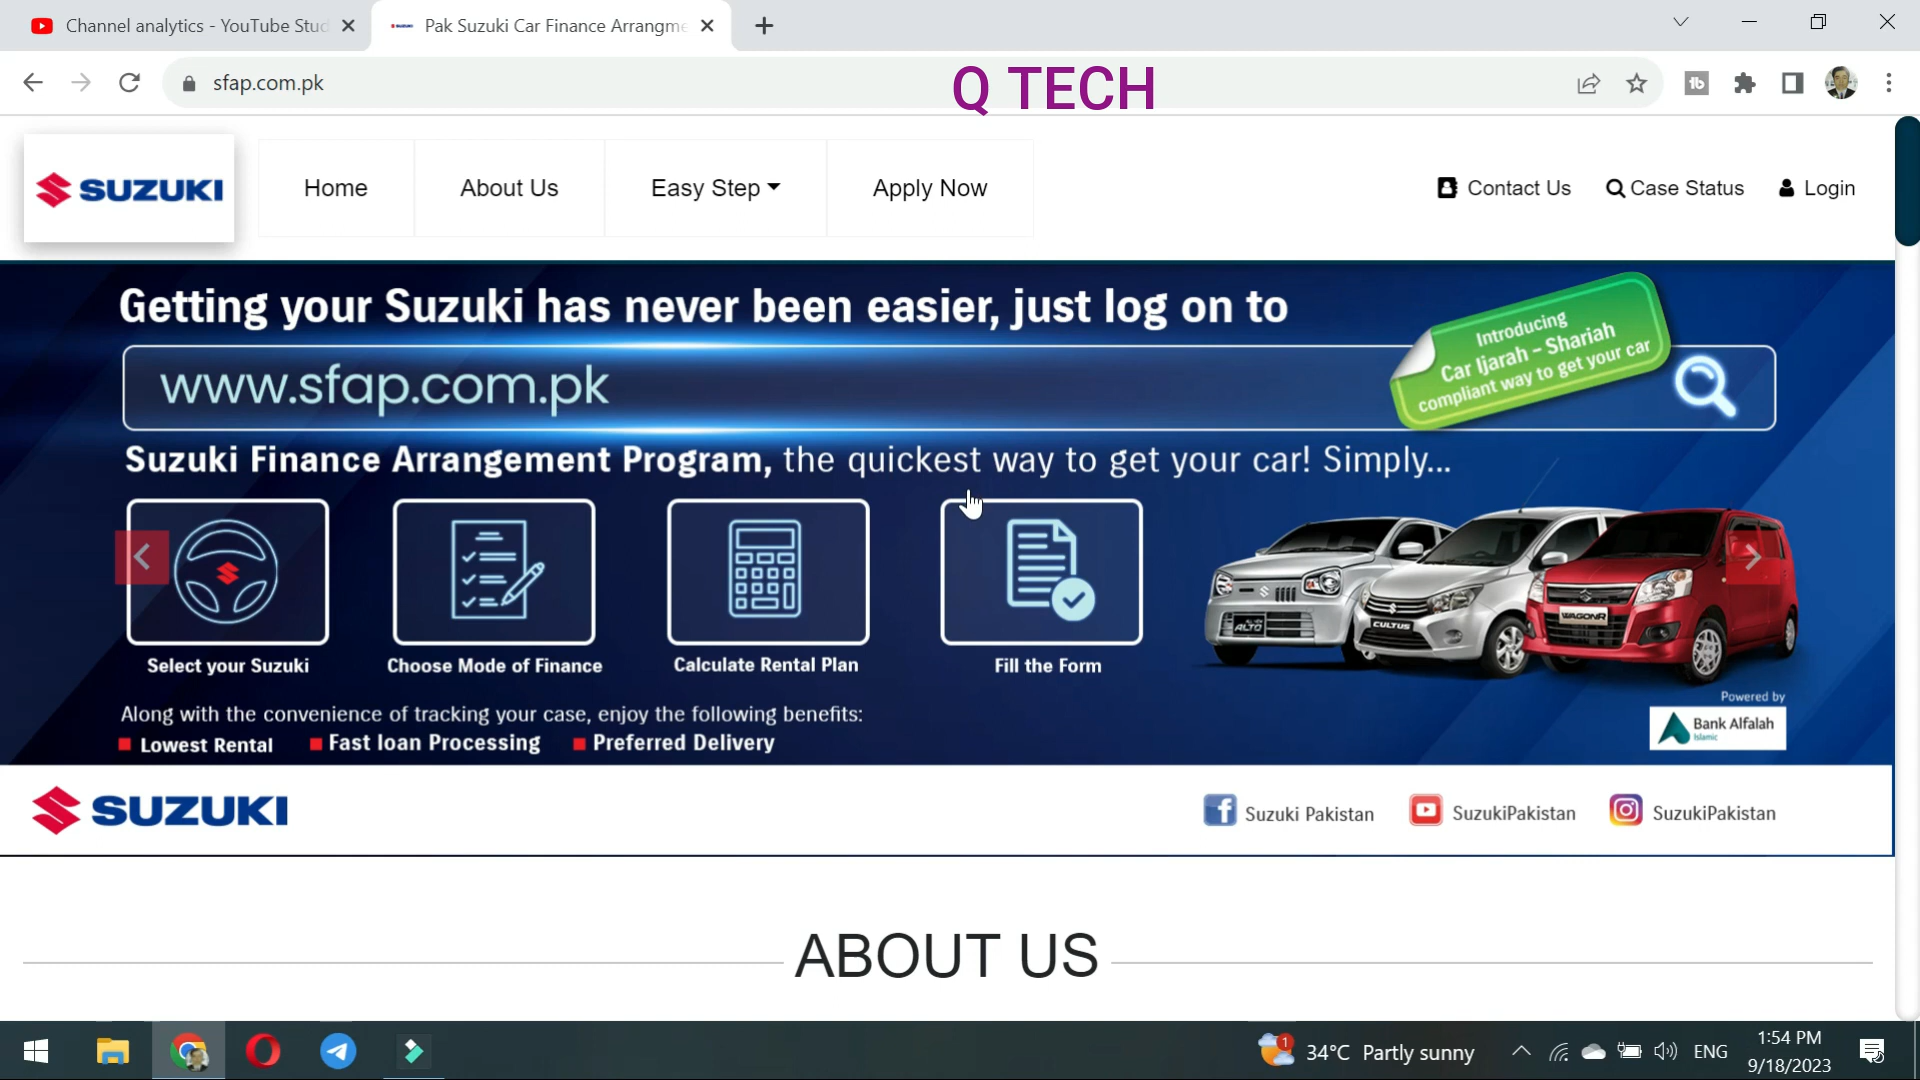 Channel analytics - YouTube Stud
Pak Suzuki Car Finance Arrangme
sfap.com.pk
Q TECH
SUZUKI
Home
About Us
Easy Step
Apply Now
Contact Us
Case Status
Login
Getting your Suzuki has never been easier, just log on to
www.sfap.com.pk
Introducing
Car Ijarah - Shariah
compliant way to get your car
Suzuki Finance Arrangement Program, the quickest way to get your car! Simply...
Select your Suzuki
Choose Mode of Finance
Calculate Rental Plan
Fill the Form
ALTO
CULTUS
WAGONR
Along with the convenience of tracking your case, enjoy the following benefits:
Lowest Rental
Fast loan Processing
Preferred Delivery
Powered by
Bank Alfalah
Islamic
SUZUKI
Suzuki Pakistan
SuzukiPakistan
SuzukiPakistan
ABOUT US
1
34°C Partly sunny
ENG
1:54 PM
9/18/2023